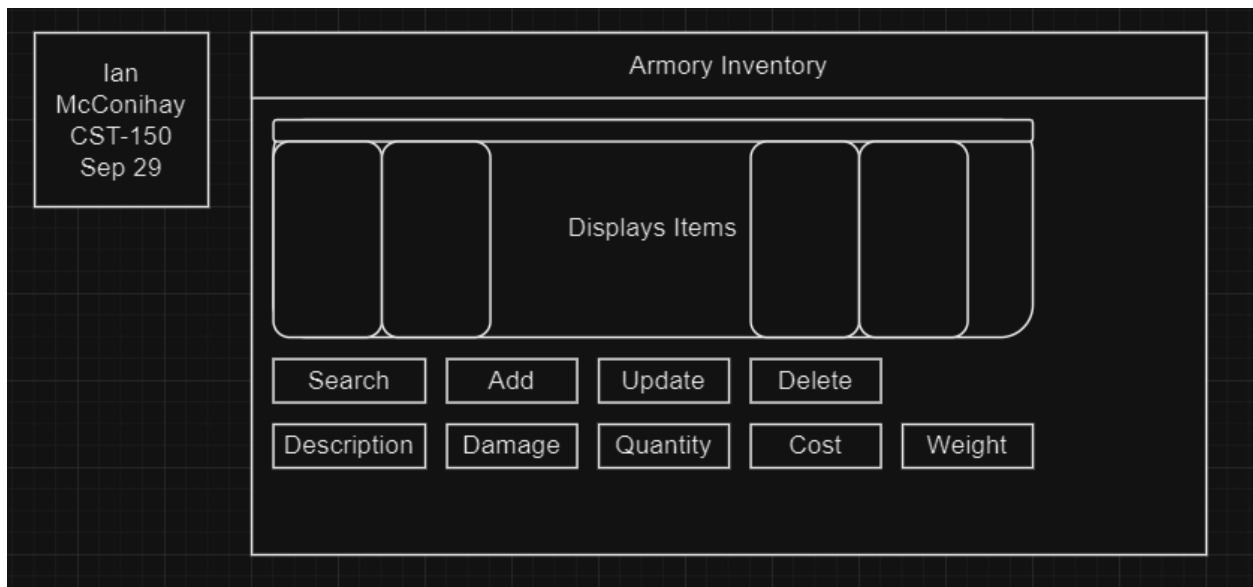 Ian
McConihay
CST-150
Sep 29
Armory Inventory
Displays Items
Search Add Update Delete
Description Damage Quantity Cost Weight